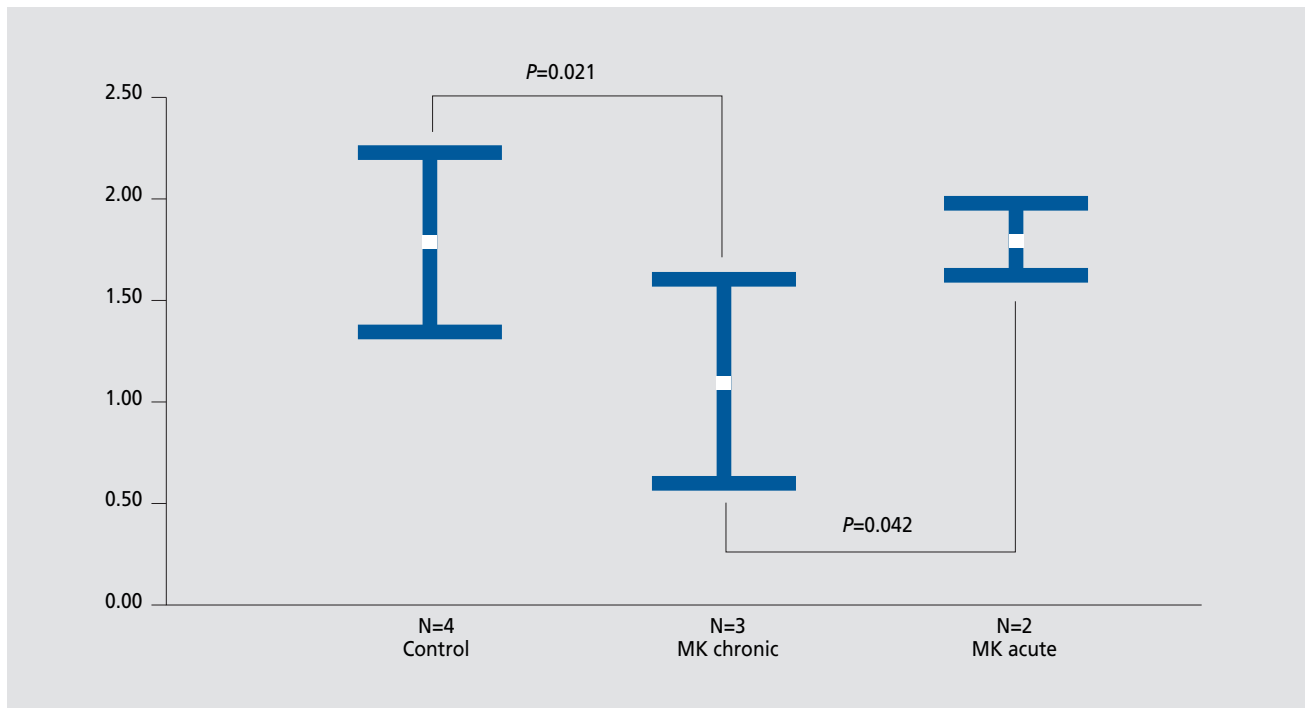 P=0.021
2.50
2.00
1.50
1.00
0.50
P=0.042
0.00
N=4
Control
N=3
MK chronic
N=2
MK acute